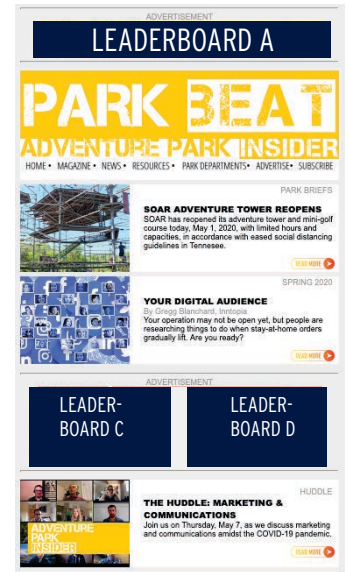 ADVERTISEMENT
LEADERBOARD A
PARK BEAT
ADVENTURE PARK INSIDER
HOME • MAGAZINE • NEWS • RESOURCES • PARK DEPARTMENTS • ADVERTISE • SUBSCRIBE
PARK BRIEFS
SOAR ADVENTURE TOWER REOPENS
SOAR has reopened its adventure tower and mini-golf
course today, May 1, 2020, with limited hours and
capacities, in accordance with eased social distancing
guidelines in Tennesee.
READ MORE
SPRING 2020
YOUR DIGITAL AUDIENCE
By Gregg Blanchard, Inntopia.
Your operation may not be open yet, but people are
researching things to do when stay-at-home orders
gradually lift. Are you ready?
READ MORE
ADVERTISEMENT
LEADER-
BOARD C
LEADER-
BOARD D
HUDDLE
THE HUDDLE: MARKETING &
COMMUNICATIONS
Join us on Thursday, May 7, as we discuss marketing
and communications amidst the COVID-19 pandemic.
READ MORE
ADVENTURE
PARK
INSIDER